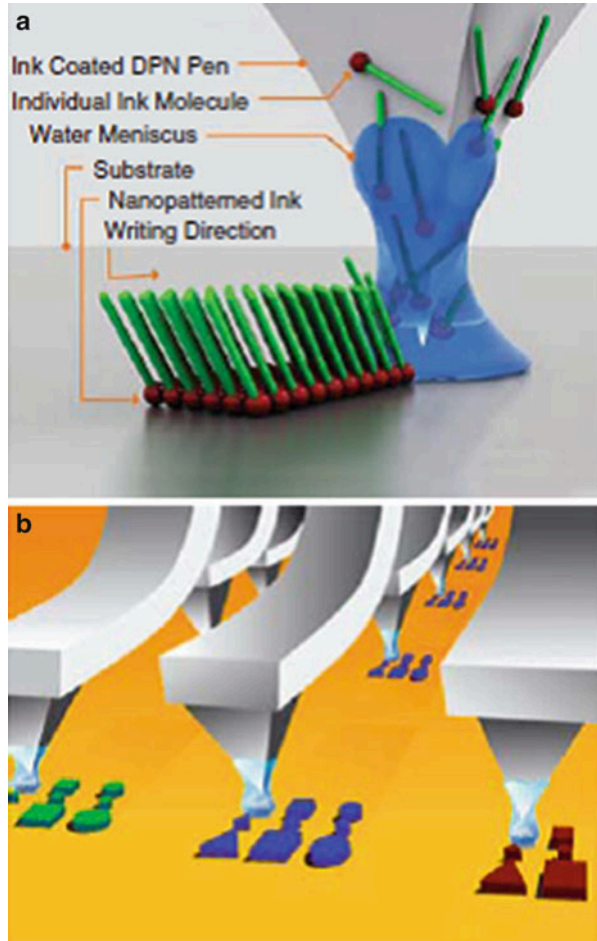 a
Ink Coated DPN Pen
Individual Ink Molecule
Water Meniscus
Substrate
Nanopatterned Ink
Writing Direction
b